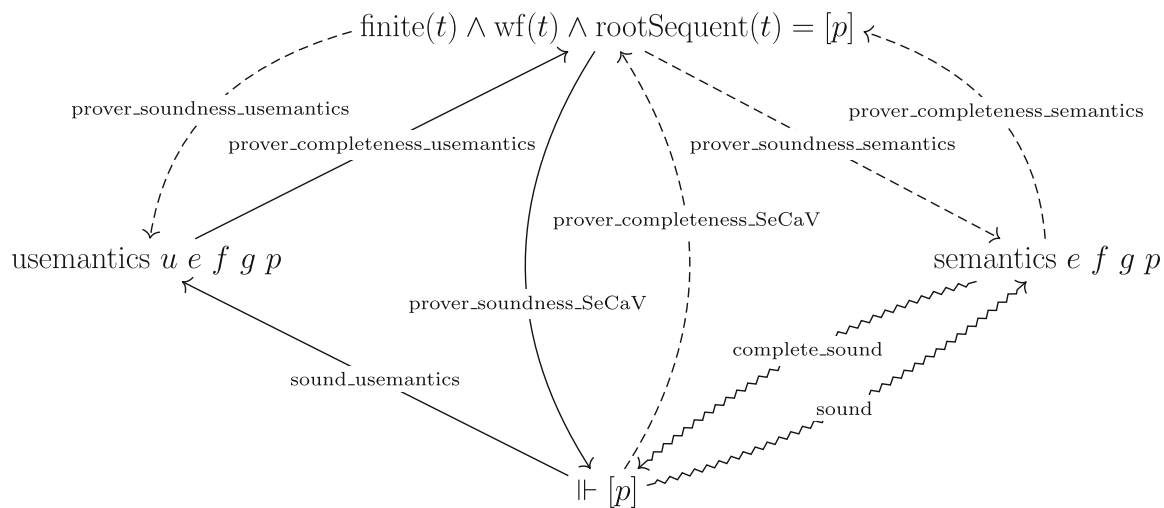 finite(t) ∧ wf(t) ∧ rootSequent(t) = [p]
prover_soundness_usemantics
prover_completeness_semantics
prover_completeness_usemantics
prover_soundness_semantics
prover_completeness_SeCaV
usemantics u e f g p
semantics e f g p
prover_soundness_SeCaV
complete_sound
sound_usemantics
sound
⊩ [p]